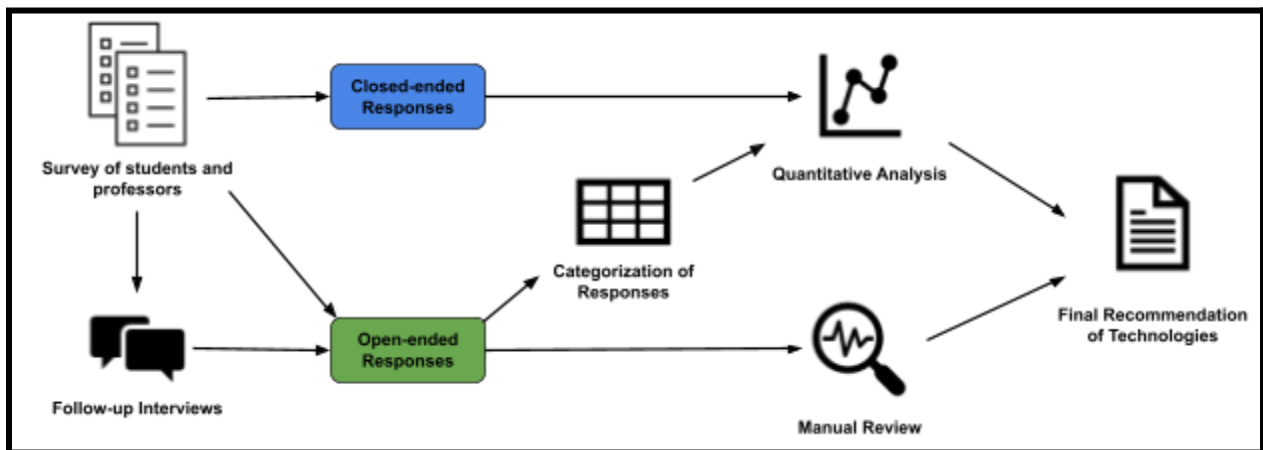 Closed-ended
Responses
Survey of students and
professors
Quantitative Analysis
Categorization of
Responses
Final Recommendation
of Technologies
Open-ended
Responses
Follow-up Interviews
Manual Review